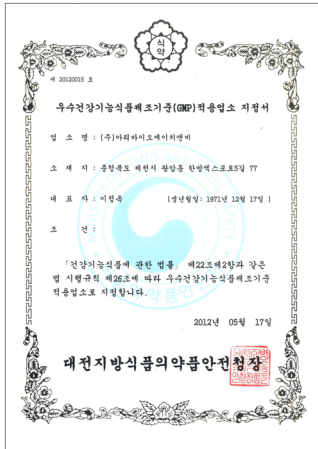 식약
제 20120015 호
우수건강기능식품제조기준(GMP)적용업소 지정서
업 소 명 : (주)아리바이오에이치앤비
소 재 지 : 충청북도 제천시 왕암동 한방엑스포로5길 77
대 표 자 : 이정옥 (생년월일: 1971년 12월 17일 )
조 건 :
「건강기능식품에 관한 법률」 제22조제2항과 같은
법 시행규칙 제26조에 따라 우수건강기능식품제조기준
적용업소로 지정합니다.
2012년 05월 17일
대전지방식품의약품안전청장